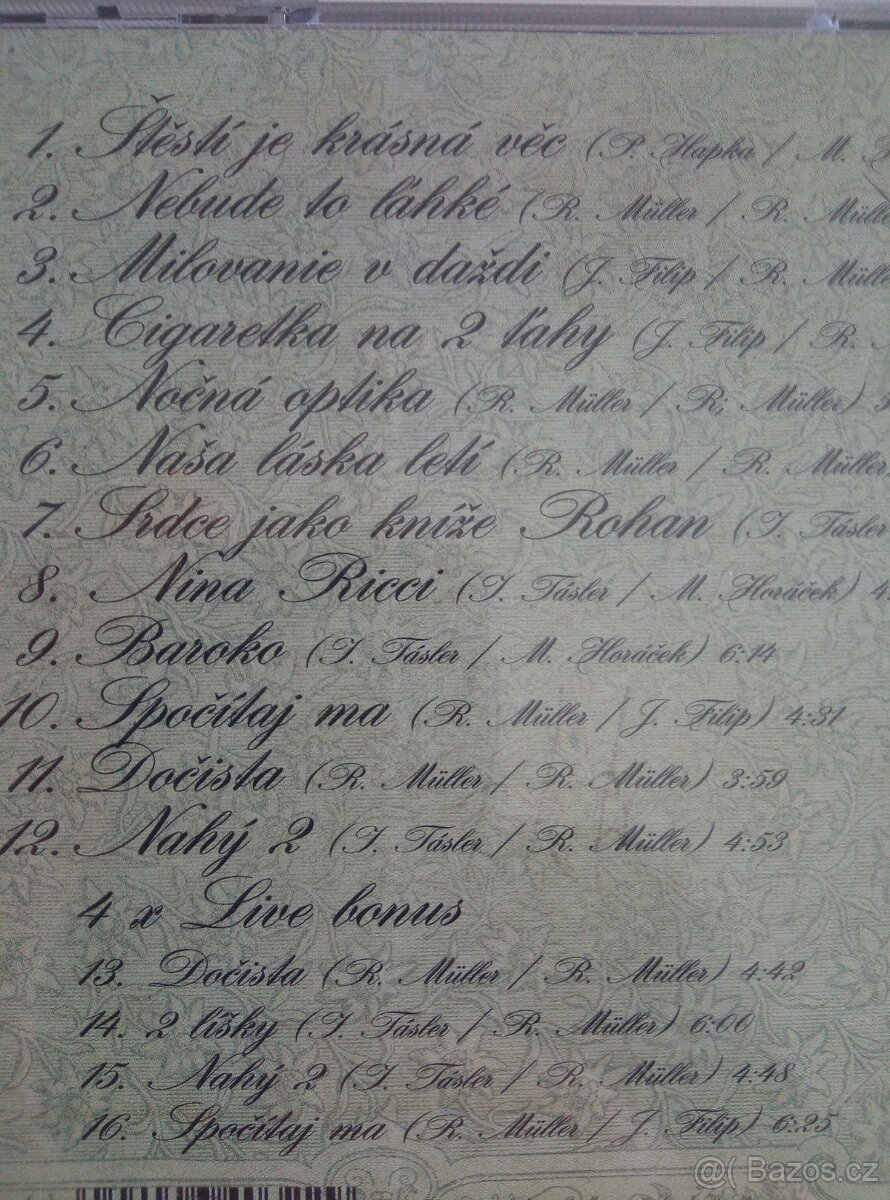 1. Štěstí je krásná věc (P. Hapka / M.
2. Nebude to ľahké (R. Müller / R. Müll
3. Milovanie v daždi (J. Filip / R. Müll
4. Cigaretka na 2 ťahy (J. Filip / R.
5. Nočná optika (R. Müller / R; Müller)
6. Naša láska letí (R. Müller / R. Müller
7. Srdce jako kníže Rohan (I. Tásler
8. Nina Ricci (I. Tásler / M. Horáček) 4
9. Baroko (I. Tásler / M. Horáček) 6:14
10. Spočítaj ma (R. Müller / J. Filip) 4:31
11. Dočista (R. Müller / R. Müller) 3:59
12. Nahý 2 (I. Tásler / R. Müller) 4:53
4 x Live bonus
13. Dočista (R. Müller / R. Müller) 4:42
14. 2 lížky (I. Tásler / R. Müller) 6:00
15. Nahý 2 (I. Tásler / R. Müller) 4:48
16. Spočítaj ma (R. Müller / J. Filip) 6:25
@( Bazos.cz